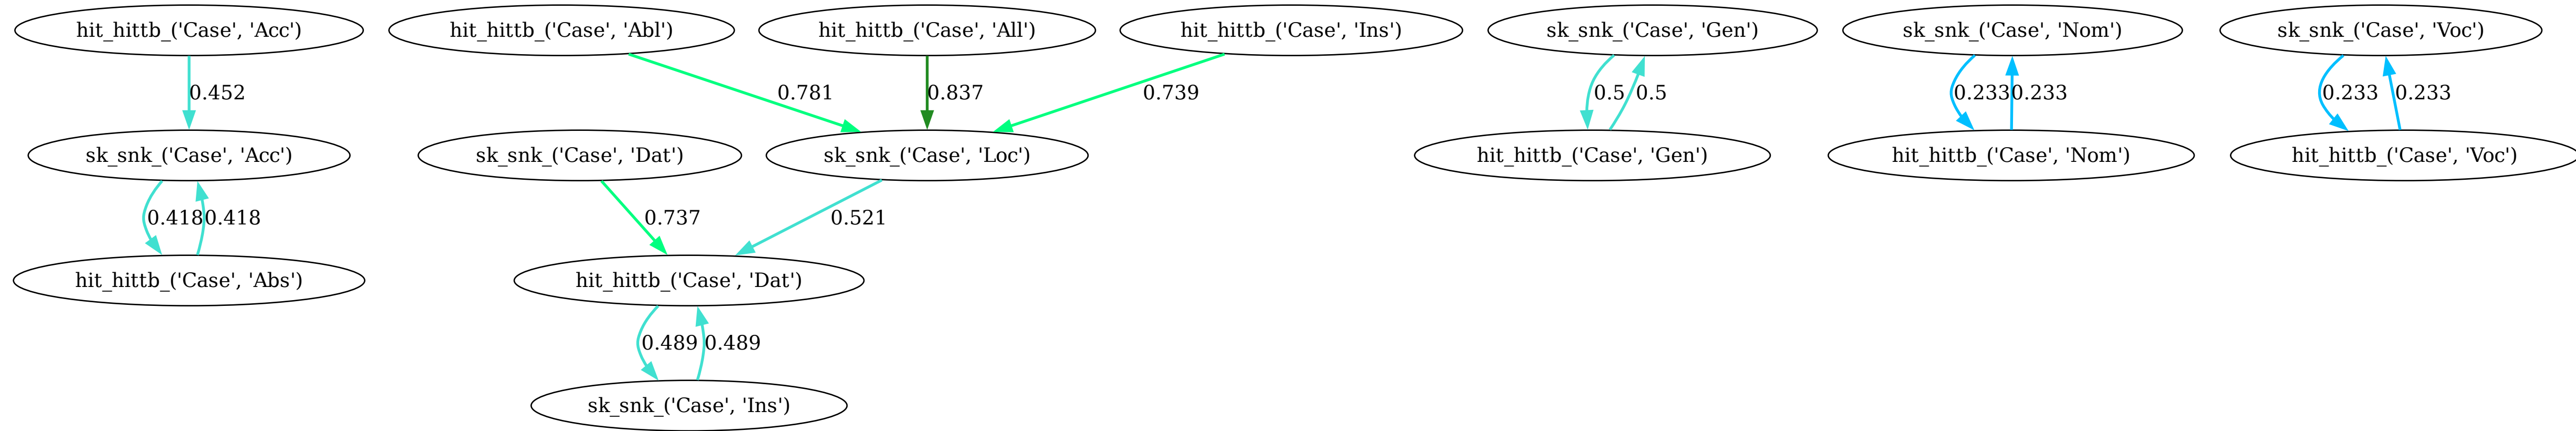 hit_hittb_('Case', 'Acc')
hit_hittb_('Case', 'Abl')
hit_hittb_('Case', 'All')
hit_hittb_('Case', 'Ins')
sk_snk_('Case', 'Gen')
sk_snk_('Case', 'Nom')
sk_snk_('Case', 'Voc')
0.452
0.781
0.837
0.739
0.5
0.5
0.233
0.233
0.233
0.233
sk_snk_('Case', 'Acc')
sk_snk_('Case', 'Dat')
sk_snk_('Case', 'Loc')
hit_hittb_('Case', 'Gen')
hit_hittb_('Case', 'Nom')
hit_hittb_('Case', 'Voc')
0.418
0.418
0.737
0.521
hit_hittb_('Case', 'Abs')
hit_hittb_('Case', 'Dat')
0.489
0.489
sk_snk_('Case', 'Ins')